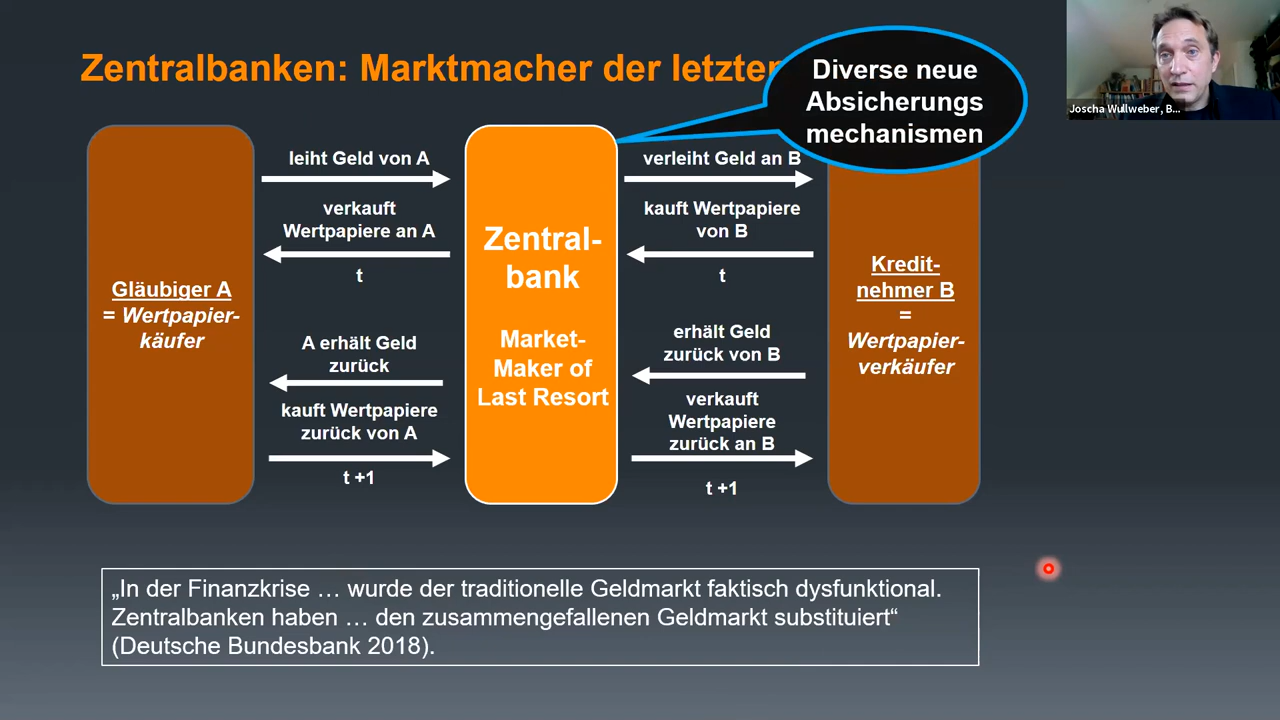 Zentralbanken: Marktmacher der letzten
Diverse neue
Absicherungs
mechanismen
Joscha Wullweber, B...
leiht Geld von A
verkauft
Wertpapiere an A
t
Gläubiger A
= Wertpapier-
käufer
A erhält Geld
zurück
kauft Wertpapiere
zurück von A
t +1
Zentral-
bank
Market-
Maker of
Last Resort
verleiht Geld an B
kauft Wertpapiere
von B
t
erhält Geld
zurück von B
verkauft
Wertpapiere
zurück an B
t +1
Kredit-
nehmer B
=
Wertpapier-
verkäufer
„In der Finanzkrise … wurde der traditionelle Geldmarkt faktisch dysfunktional.
Zentralbanken haben … den zusammengefallenen Geldmarkt substituiert“
(Deutsche Bundesbank 2018).